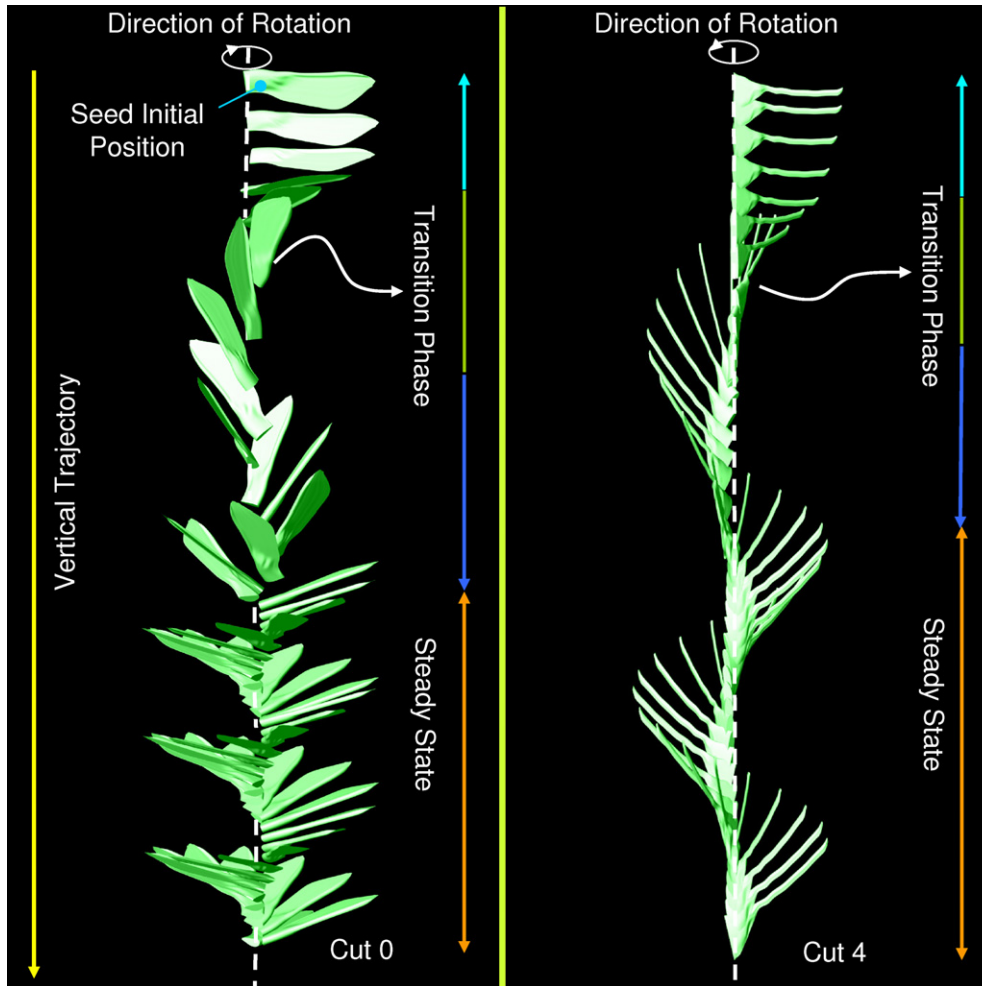 Direction of Rotation
Seed Initial
Position
Transition Phase
Vertical Trajectory
Steady State
Cut 0
Direction of Rotation
Transition Phase
Steady State
Cut 4